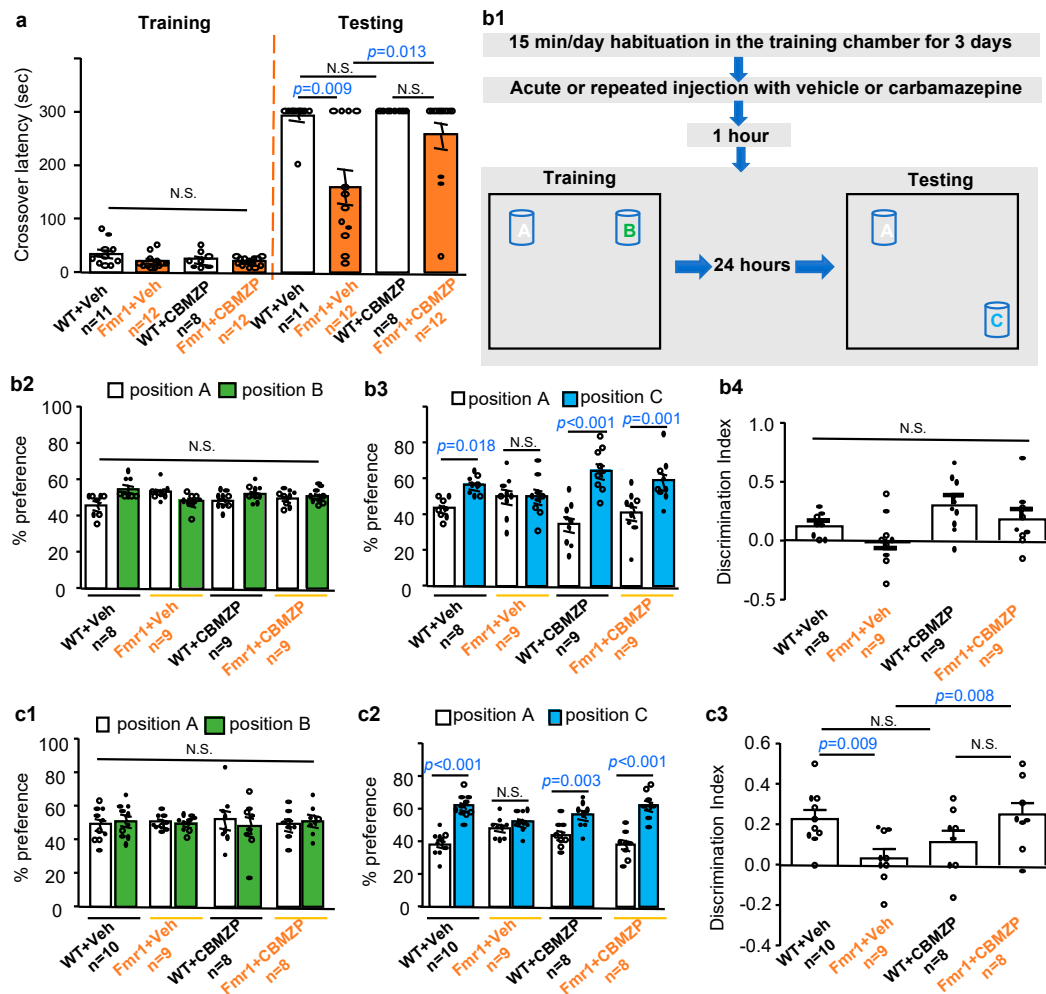 a
Training
Testing
Crossover latency (sec)
400
300
200
100
0
N.S.
p=0.009
N.S.
p=0.013
N.S.
WT+Veh
n=11
Fmr1+Veh
n=12
WT+CBMZP
n=8
Fmr1+CBMZP
n=12
WT+Veh
n=11
Fmr1+Veh
n=12
WT+CBMZP
n=8
Fmr1+CBMZP
n=12
b1
15 min/day habituation in the training chamber for 3 days
Acute or repeated injection with vehicle or carbamazepine
1 hour
Training
Testing
A
B
24 hours
A
C
b2
position A
position B
% preference
80
60
40
20
0
N.S.
WT+Veh
n=8
Fmr1+Veh
n=9
WT+CBMZP
n=9
Fmr1+CBMZP
n=9
b3
position A
position C
% preference
80
60
40
20
0
p=0.018
N.S.
p<0.001
p=0.001
WT+Veh
n=8
Fmr1+Veh
n=9
WT+CBMZP
n=9
Fmr1+CBMZP
n=9
b4
Discrimination Index
1.0
0.5
0.0
-0.5
N.S.
WT+Veh
n=8
Fmr1+Veh
n=9
WT+CBMZP
n=9
Fmr1+CBMZP
n=9
c1
position A
position B
% preference
100
80
60
40
20
0
N.S.
WT+Veh
n=10
Fmr1+Veh
n=9
WT+CBMZP
n=8
Fmr1+CBMZP
n=8
c2
position A
position C
% preference
80
60
40
20
0
p<0.001
N.S.
p=0.003
p<0.001
WT+Veh
n=10
Fmr1+Veh
n=9
WT+CBMZP
n=8
Fmr1+CBMZP
n=8
c3
Discrimination Index
0.6
0.4
0.2
0.0
-0.4
p=0.008
N.S.
p=0.009
N.S.
WT+Veh
n=10
Fmr1+Veh
n=9
WT+CBMZP
n=8
Fmr1+CBMZP
n=8